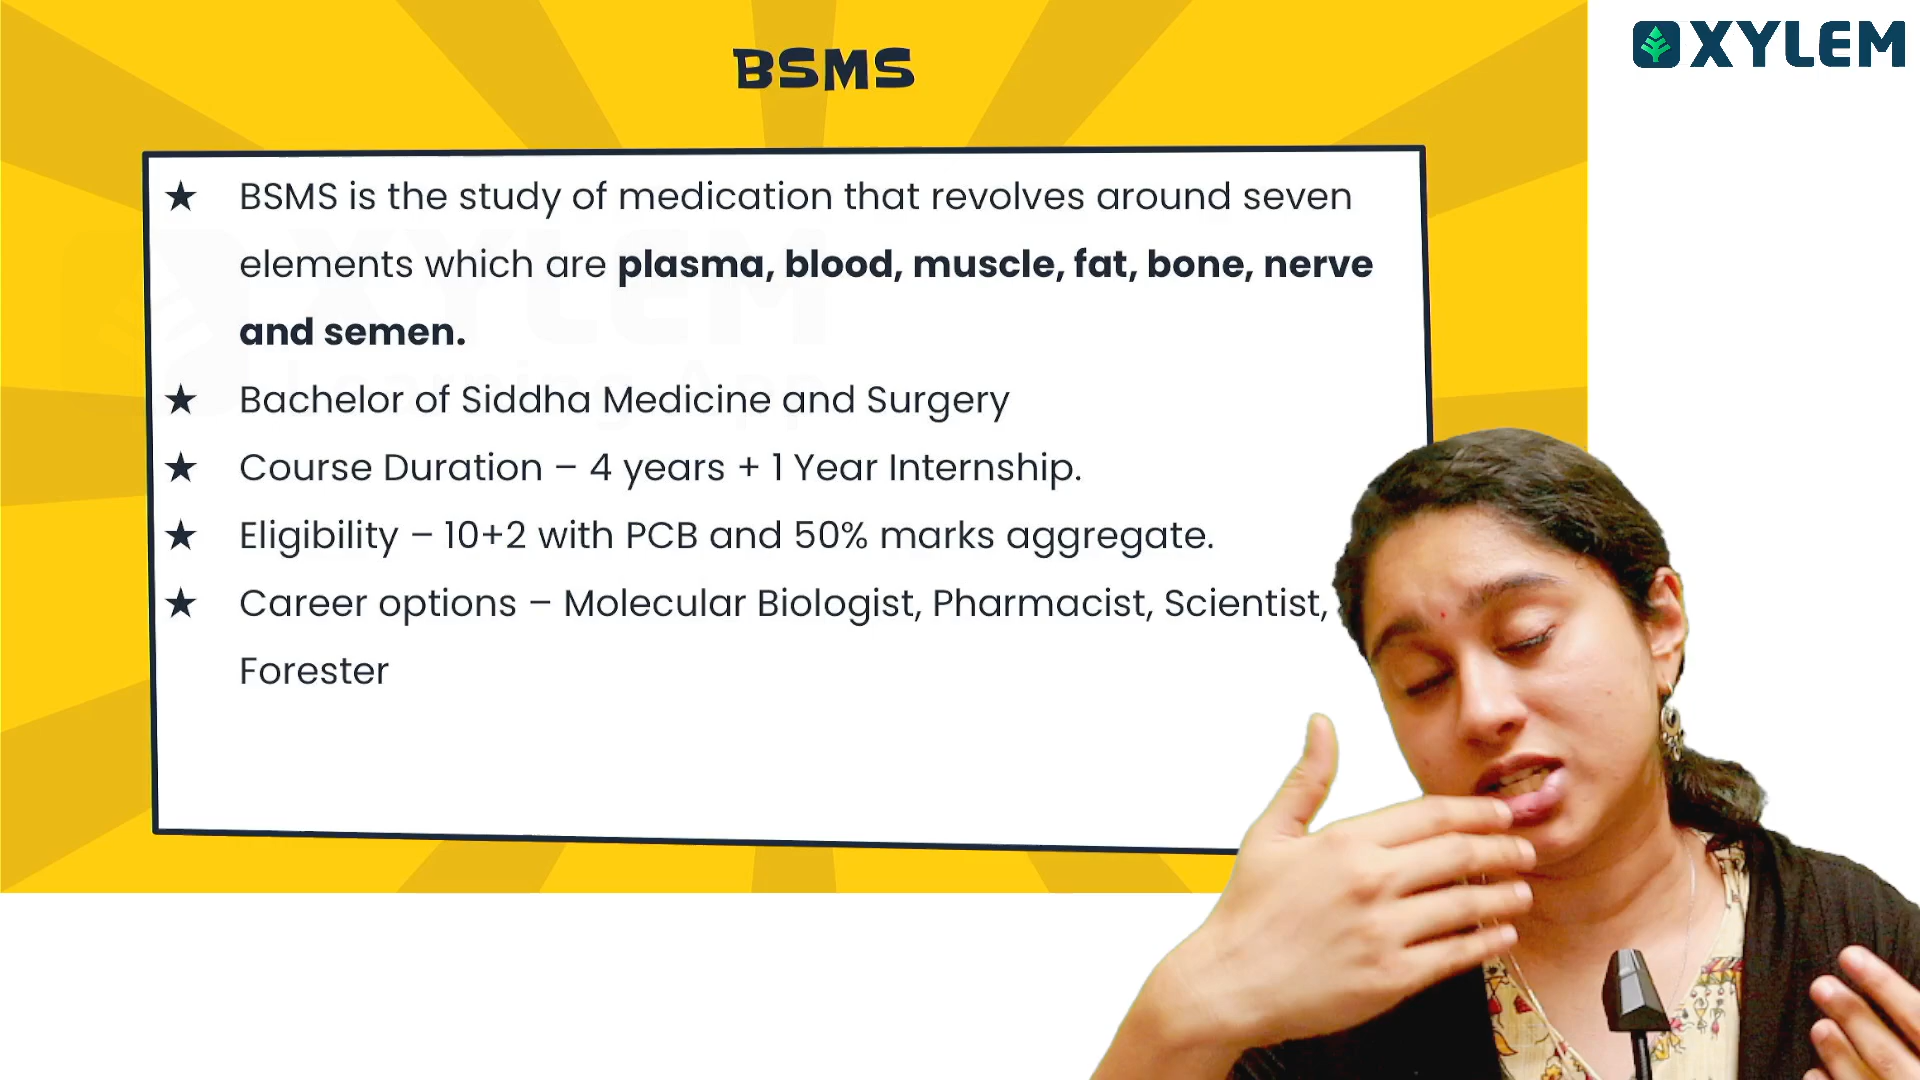 BSMS
XYLEM
★ BSMS is the study of medication that revolves around seven
elements which are plasma, blood, muscle, fat, bone, nerve
and semen.
★ Bachelor of Siddha Medicine and Surgery
★ Course Duration – 4 years + 1 Year Internship.
★ Eligibility – 10+2 with PCB and 50% marks aggregate.
★ Career options – Molecular Biologist, Pharmacist, Scientist,
Forester